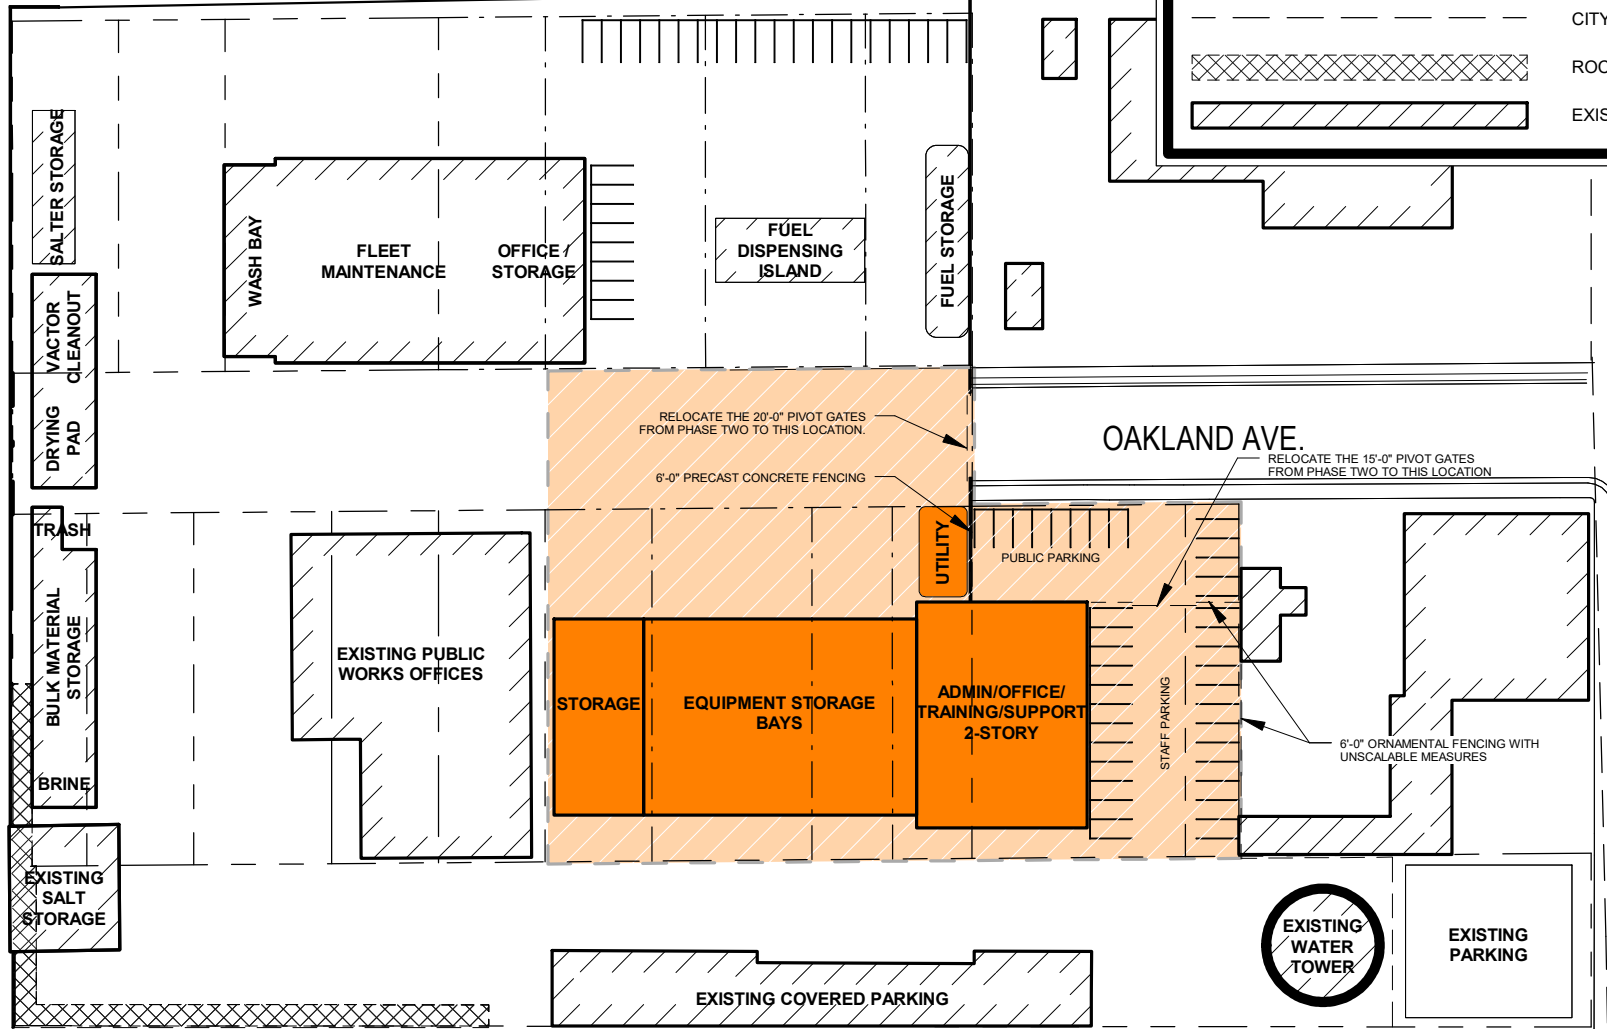 CITY
ROC
EXIS
SALTER STORAGE
WASH BAY
FLEET
MAINTENANCE
OFFICE /
STORAGE
FUEL
DISPENSING
ISLAND
FUEL STORAGE
VACTOR
CLEANOUT
DRYING
PAD
RELOCATE THE 20'-0" PIVOT GATES
FROM PHASE TWO TO THIS LOCATION.
OAKLAND AVE.
RELOCATE THE 15'-0" PIVOT GATES
FROM PHASE TWO TO THIS LOCATION
6'-0" PRECAST CONCRETE FENCING
TRASH
UTILITY
PUBLIC PARKING
BULK MATERIAL
STORAGE
BRINE
EXISTING PUBLIC
WORKS OFFICES
STORAGE
EQUIPMENT STORAGE
BAYS
ADMIN/OFFICE/
TRAINING/SUPPORT
2-STORY
STAFF PARKING
6'-0" ORNAMENTAL FENCING WITH
UNSCALABLE MEASURES
EXISTING
SALT
STORAGE
EXISTING COVERED PARKING
EXISTING
WATER
TOWER
EXISTING
PARKING